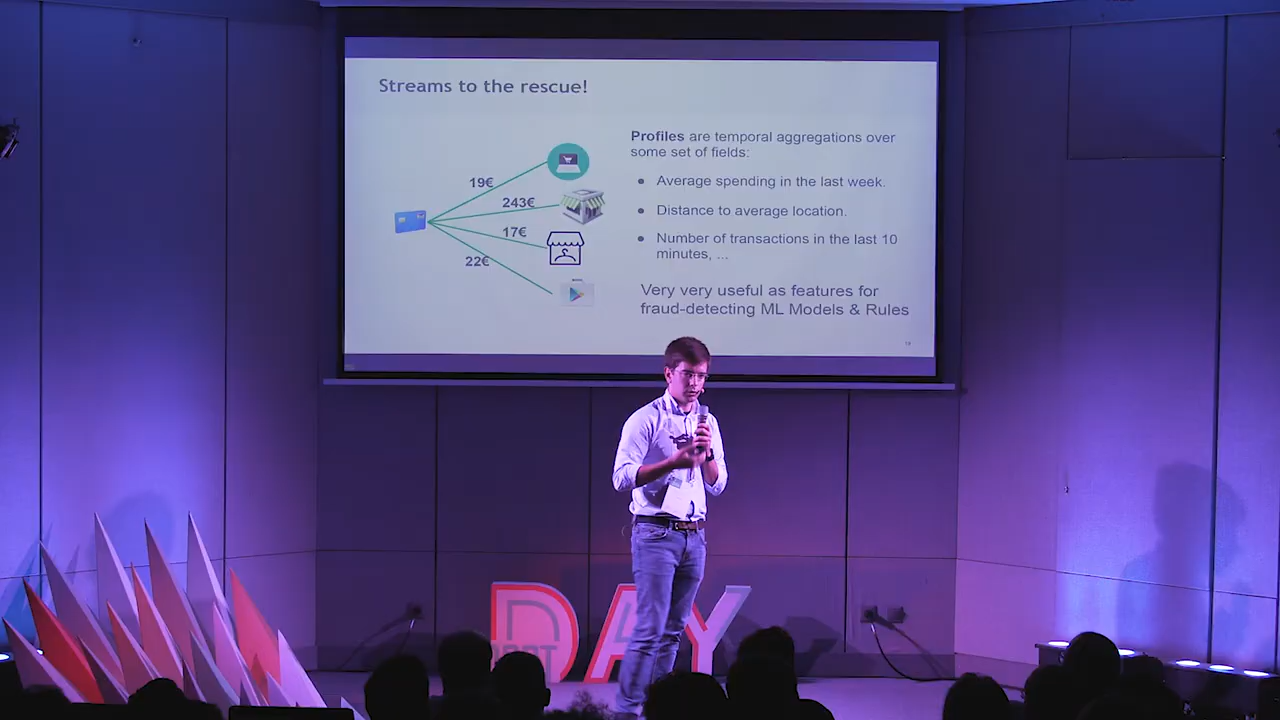 Streams to the rescue!
19€
243€
17€
22€
Profiles are temporal aggregations over
some set of fields:
● Average spending in the last week.
● Distance to average location.
● Number of transactions in the last 10
minutes, ...
Very very useful as features for
fraud-detecting ML Models & Rules
DAY